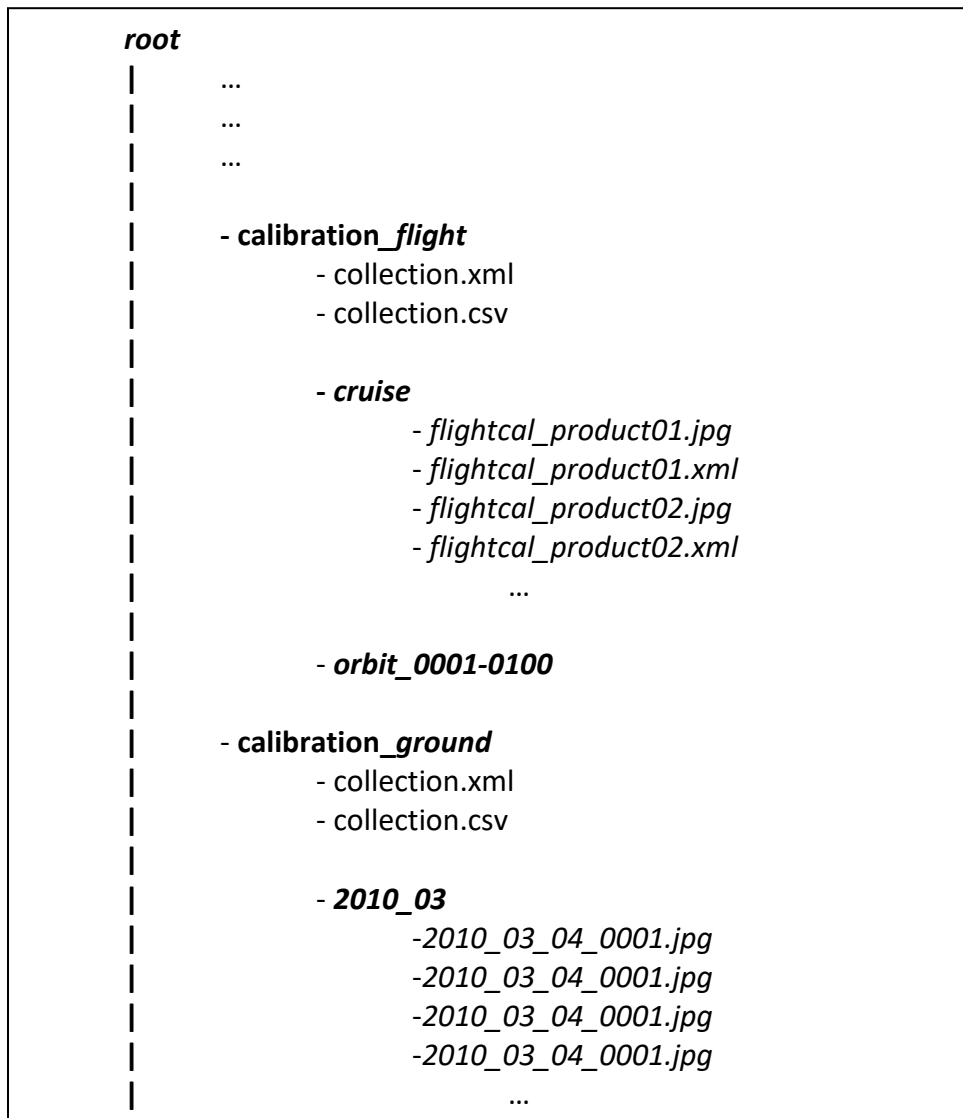 root
| ...
| ...
| ...
|
| - calibration_flight
| - collection.xml
| - collection.csv
|
| - cruise
| - flightcal_product01.jpg
| - flightcal_product01.xml
| - flightcal_product02.jpg
| - flightcal_product02.xml
| ...
|
| - orbit_0001-0100
|
| - calibration_ground
| - collection.xml
| - collection.csv
|
| - 2010_03
| -2010_03_04_0001.jpg
| -2010_03_04_0001.jpg
| -2010_03_04_0001.jpg
| -2010_03_04_0001.jpg
| ...